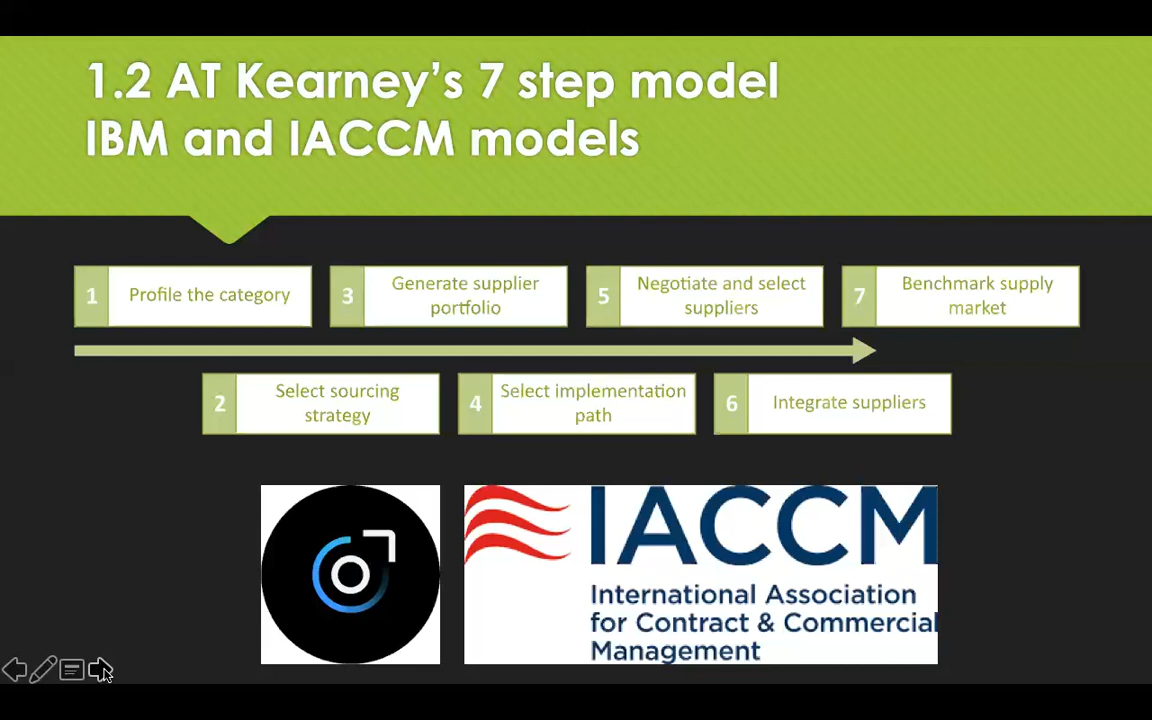 1.2 AT Kearney’s 7 step model
IBM and IACCM models
1
Profile the category
2
Select sourcing
strategy
3
Generate supplier
portfolio
4
Select implementation
path
5
Negotiate and select
suppliers
6
Integrate suppliers
7
Benchmark supply
market
IACCM
International Association
for Contract & Commercial
Management